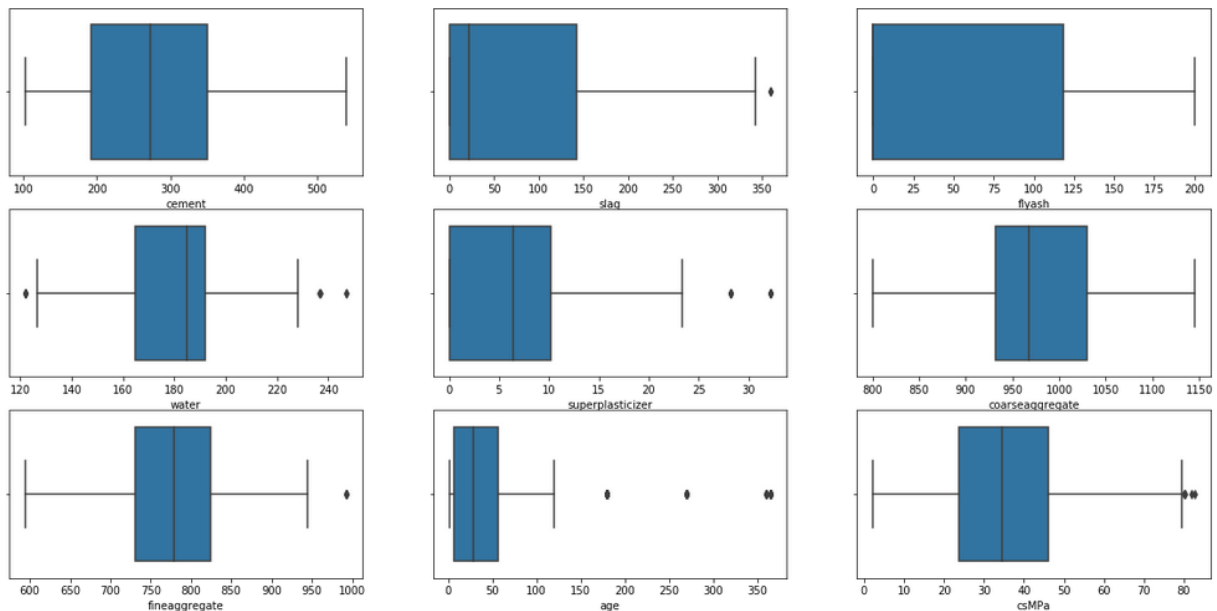 100 200 300 400 500
cement
0 50 100 150 200 250 300 350
slag
0 25 50 75 100 125 150 175 200
flyash
120 140 160 180 200 220 240
water
0 5 10 15 20 25 30
superplasticizer
800 850 900 950 1000 1050 1100 1150
coarseaggregate
600 650 700 750 800 850 900 950 1000
fineaggregate
0 50 100 150 200 250 300 350
age
0 10 20 30 40 50 60 70 80
csMPa